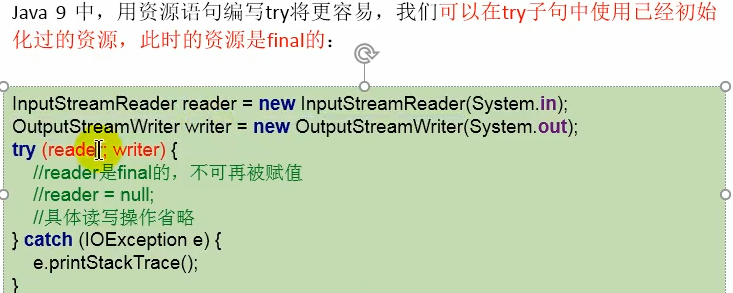 Java 9 中，用资源语句编写try将更容易，我们可以在try子句中使用已经初始
化过的资源，此时的资源是final的：
InputStreamReader reader = new InputStreamReader(System.in);
OutputStreamWriter writer = new OutputStreamWriter(System.out);
try (reader; writer) {
//reader是final的，不可再被赋值
//reader = null;
//具体读写操作省略
} catch (IOException e) {
e.printStackTrace();
}